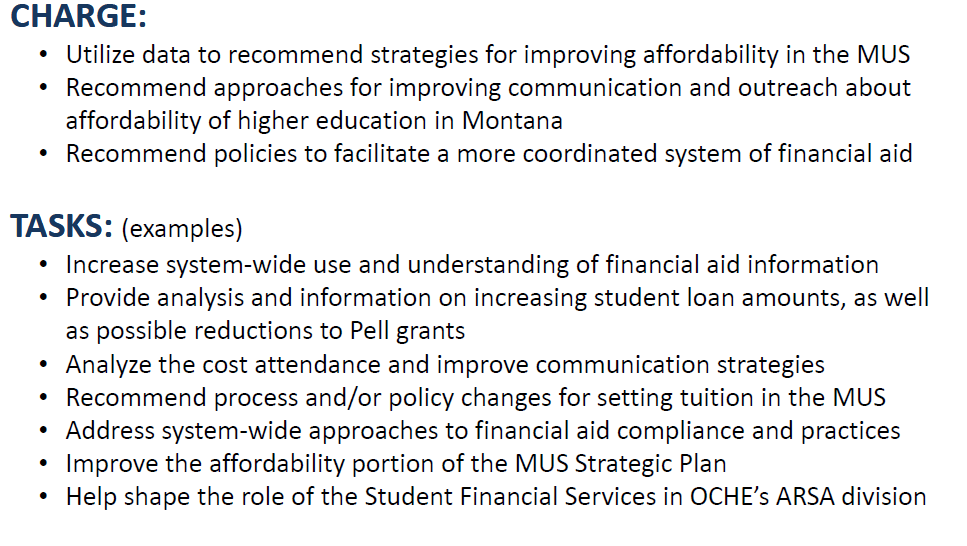 CHARGE:
• Utilize data to recommend strategies for improving affordability in the MUS
• Recommend approaches for improving communication and outreach about
affordability of higher education in Montana
• Recommend policies to facilitate a more coordinated system of financial aid
TASKS: (examples)
• Increase system-wide use and understanding of financial aid information
• Provide analysis and information on increasing student loan amounts, as well
as possible reductions to Pell grants
• Analyze the cost attendance and improve communication strategies
• Recommend process and/or policy changes for setting tuition in the MUS
• Address system-wide approaches to financial aid compliance and practices
• Improve the affordability portion of the MUS Strategic Plan
• Help shape the role of the Student Financial Services in OCHE’s ARSA division